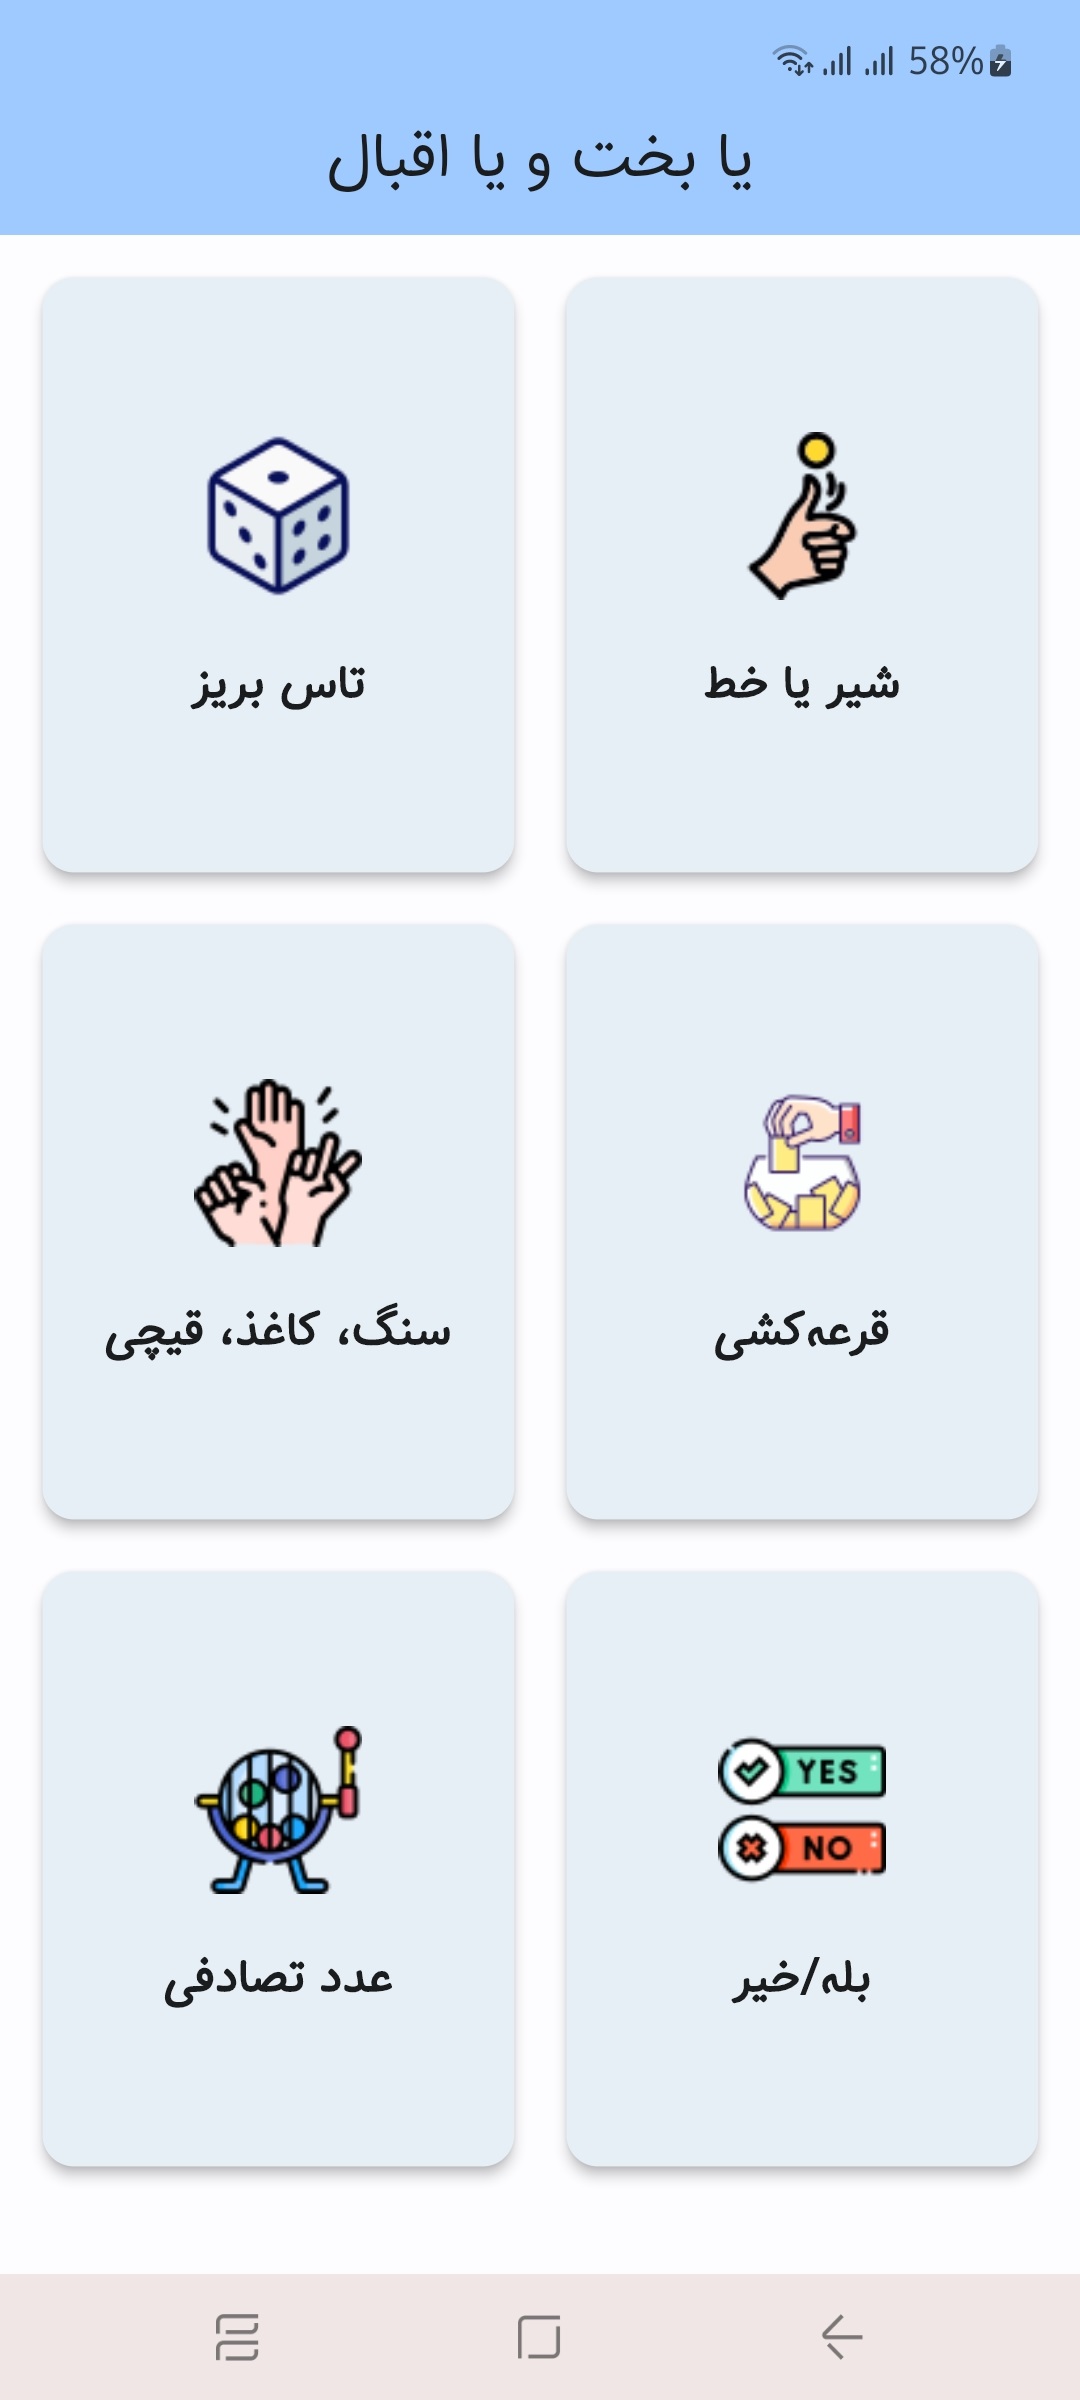 58%
یا بخت و یا اقبال
شیر یا خط
تاس بریز
قرعه‌کشی
سنگ، کاغذ، قیچی
YES
NO
بله/خیر
عدد تصادفی